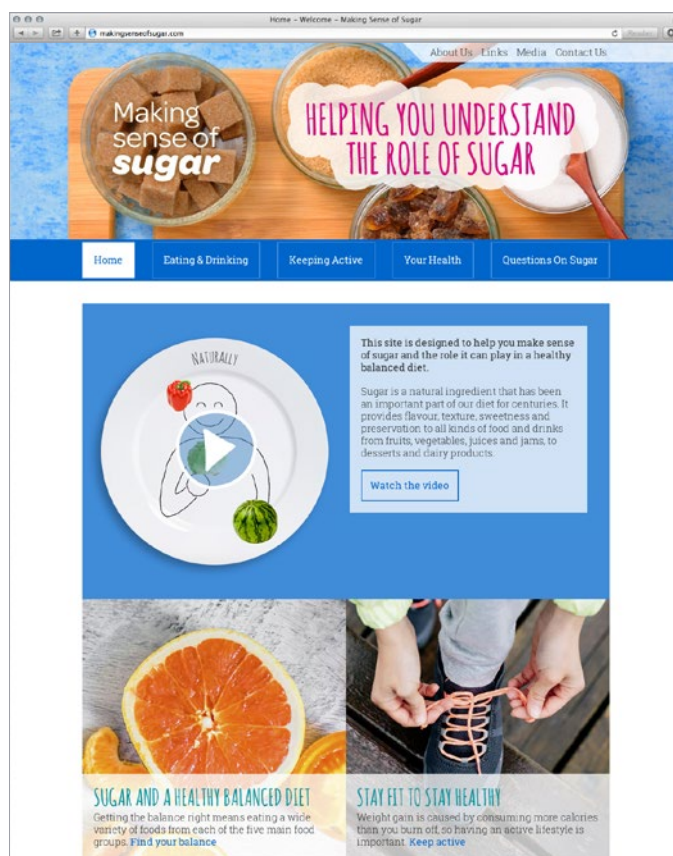 Home – Welcome – Making Sense of Sugar
makingsenseofsugar.com
Reader
About Us Links Media Contact Us
Making
sense of
sugar
HELPING YOU UNDERSTAND
THE ROLE OF SUGAR
Home Eating & Drinking Keeping Active Your Health Questions On Sugar
NATURALLY
This site is designed to help you make sense
of sugar and the role it can play in a healthy
balanced diet.
Sugar is a natural ingredient that has been
an important part of our diet for centuries. It
provides flavour, texture, sweetness and
preservation to all kinds of food and drinks
from fruits, vegetables, juices and jams, to
desserts and dairy products.
Watch the video
SUGAR AND A HEALTHY BALANCED DIET
Getting the balance right means eating a wide
variety of foods from each of the five main food
groups. Find your balance
STAY FIT TO STAY HEALTHY
Weight gain is caused by consuming more calories
than you burn off, so having an active lifestyle is
important. Keep active